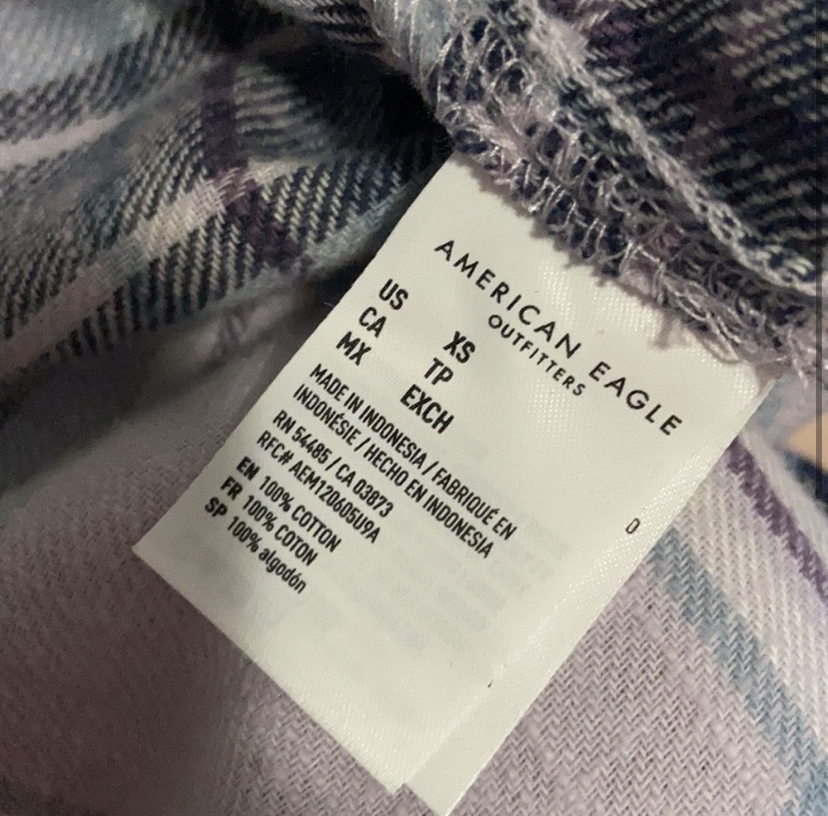 AMERICAN EAGLE
OUTFITTERS
US XS
CA TP
MX EXCH
MADE IN INDONESIA / FABRIQUÉ EN
INDONÉSIE / HECHO EN INDONESIA
RN 54485 / CA 03873
RFC# AEM120605U9A
EN 100% COTTON
FR 100% COTON
SP 100% algodón
0